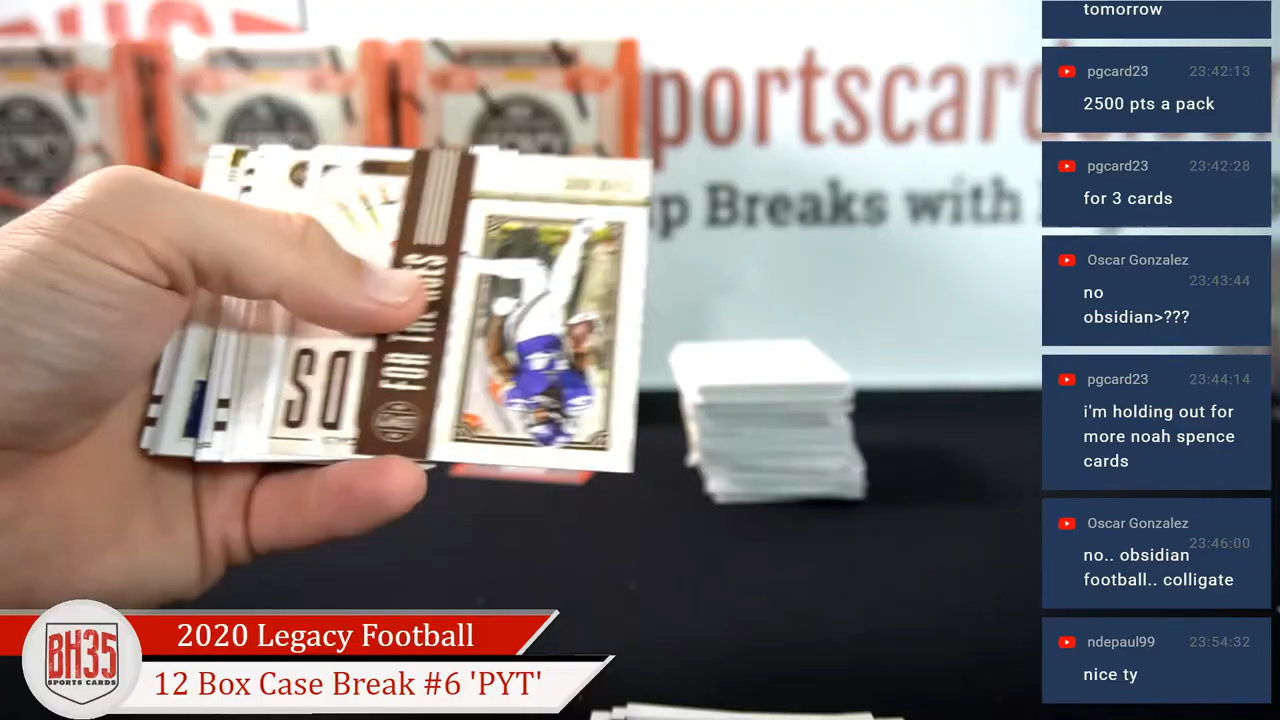 portscard
p Breaks with
FOR THE AGES
2020 Legacy Football
12 Box Case Break #6 'PYT'
BH35
SPORTS CARDS
tomorrow
pgcard23 23:42:13
2500 pts a pack
pgcard23 23:42:28
for 3 cards
Oscar Gonzalez
23:43:44
no
obsidian>???
pgcard23 23:44:14
i'm holding out for
more noah spence
cards
Oscar Gonzalez
23:46:00
no.. obsidian
football.. colligate
ndepaul99 23:54:32
nice ty